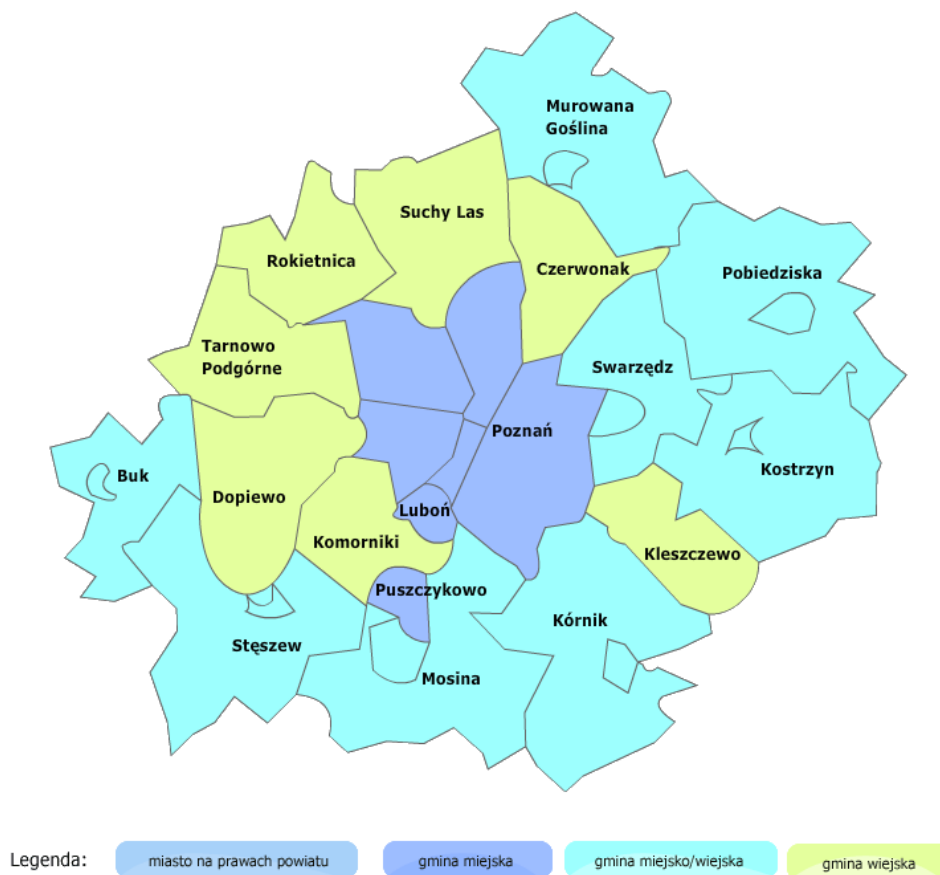 Murowana
Goślina
Suchy Las
Rokietnica
Czerwonak
Pobiedziska
Tarnowo
Podgórne
Swarzędz
Poznań
Buk
Kostrzyn
Dopiewo
Luboń
Komorniki
Kleszczewo
Puszczykowo
Kórnik
Stęszew
Mosina
Legenda:
miasto na prawach powiatu
gmina miejska
gmina miejsko/wiejska
gmina wiejska